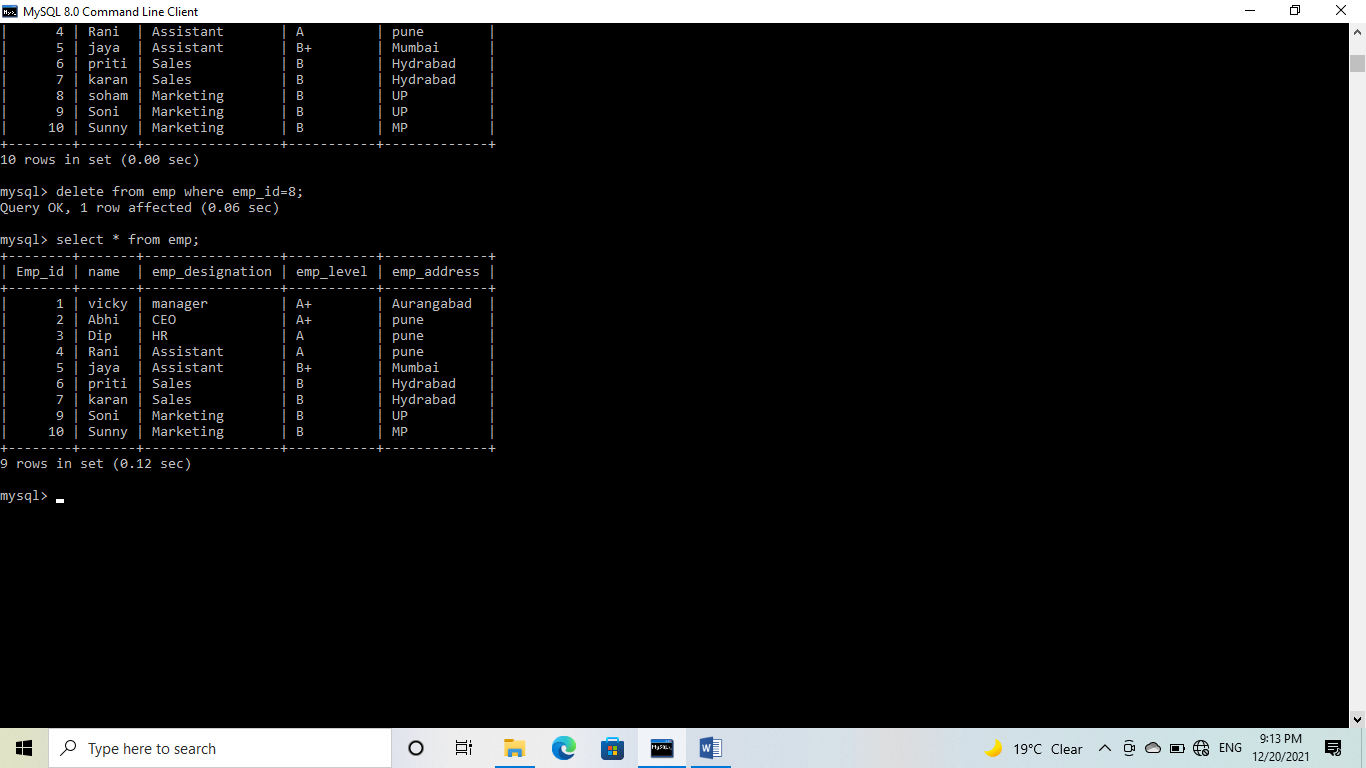 MySQL 8.0 Command Line Client
|      4 | Rani  | Assistant       | A         | pune        |
|      5 | jaya  | Assistant       | B+        | Mumbai      |
|      6 | priti | Sales           | B         | Hydrabad    |
|      7 | karan | Sales           | B         | Hydrabad    |
|      8 | soham | Marketing       | B         | UP          |
|      9 | Soni  | Marketing       | B         | UP          |
|     10 | Sunny | Marketing       | B         | MP          |
+--------+-------+-----------------+-----------+-------------+
10 rows in set (0.00 sec)
mysql> delete from emp where emp_id=8;
Query OK, 1 row affected (0.06 sec)
mysql> select * from emp;
+--------+-------+-----------------+-----------+-------------+
| Emp_id | name  | emp_designation | emp_level | emp_address |
+--------+-------+-----------------+-----------+-------------+
|      1 | vicky | manager         | A+        | Aurangabad  |
|      2 | Abhi  | CEO             | A+        | pune        |
|      3 | Dip   | HR              | A         | pune        |
|      4 | Rani  | Assistant       | A         | pune        |
|      5 | jaya  | Assistant       | B+        | Mumbai      |
|      6 | priti | Sales           | B         | Hydrabad    |
|      7 | karan | Sales           | B         | Hydrabad    |
|      9 | Soni  | Marketing       | B         | UP          |
|     10 | Sunny | Marketing       | B         | MP          |
+--------+-------+-----------------+-----------+-------------+
9 rows in set (0.12 sec)
mysql>
Type here to search
19°C Clear
ENG
9:13 PM
12/20/2021